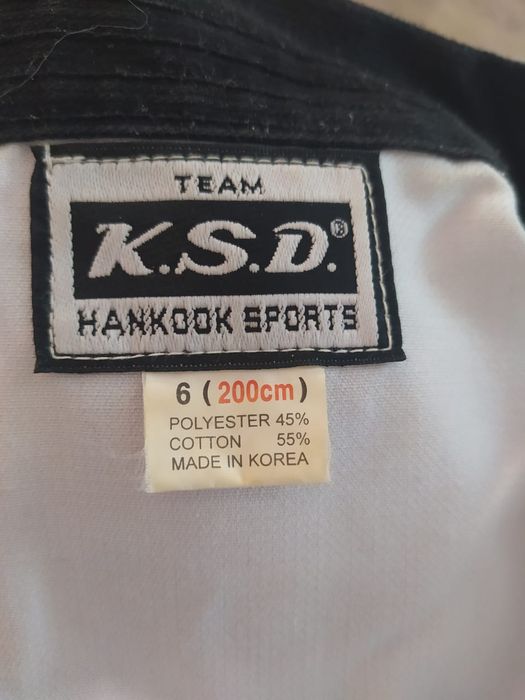 TEAM
K.S.D.®
HANKOOK SPORTS
6 (200cm)
POLYESTER 45%
COTTON 55%
MADE IN KOREA